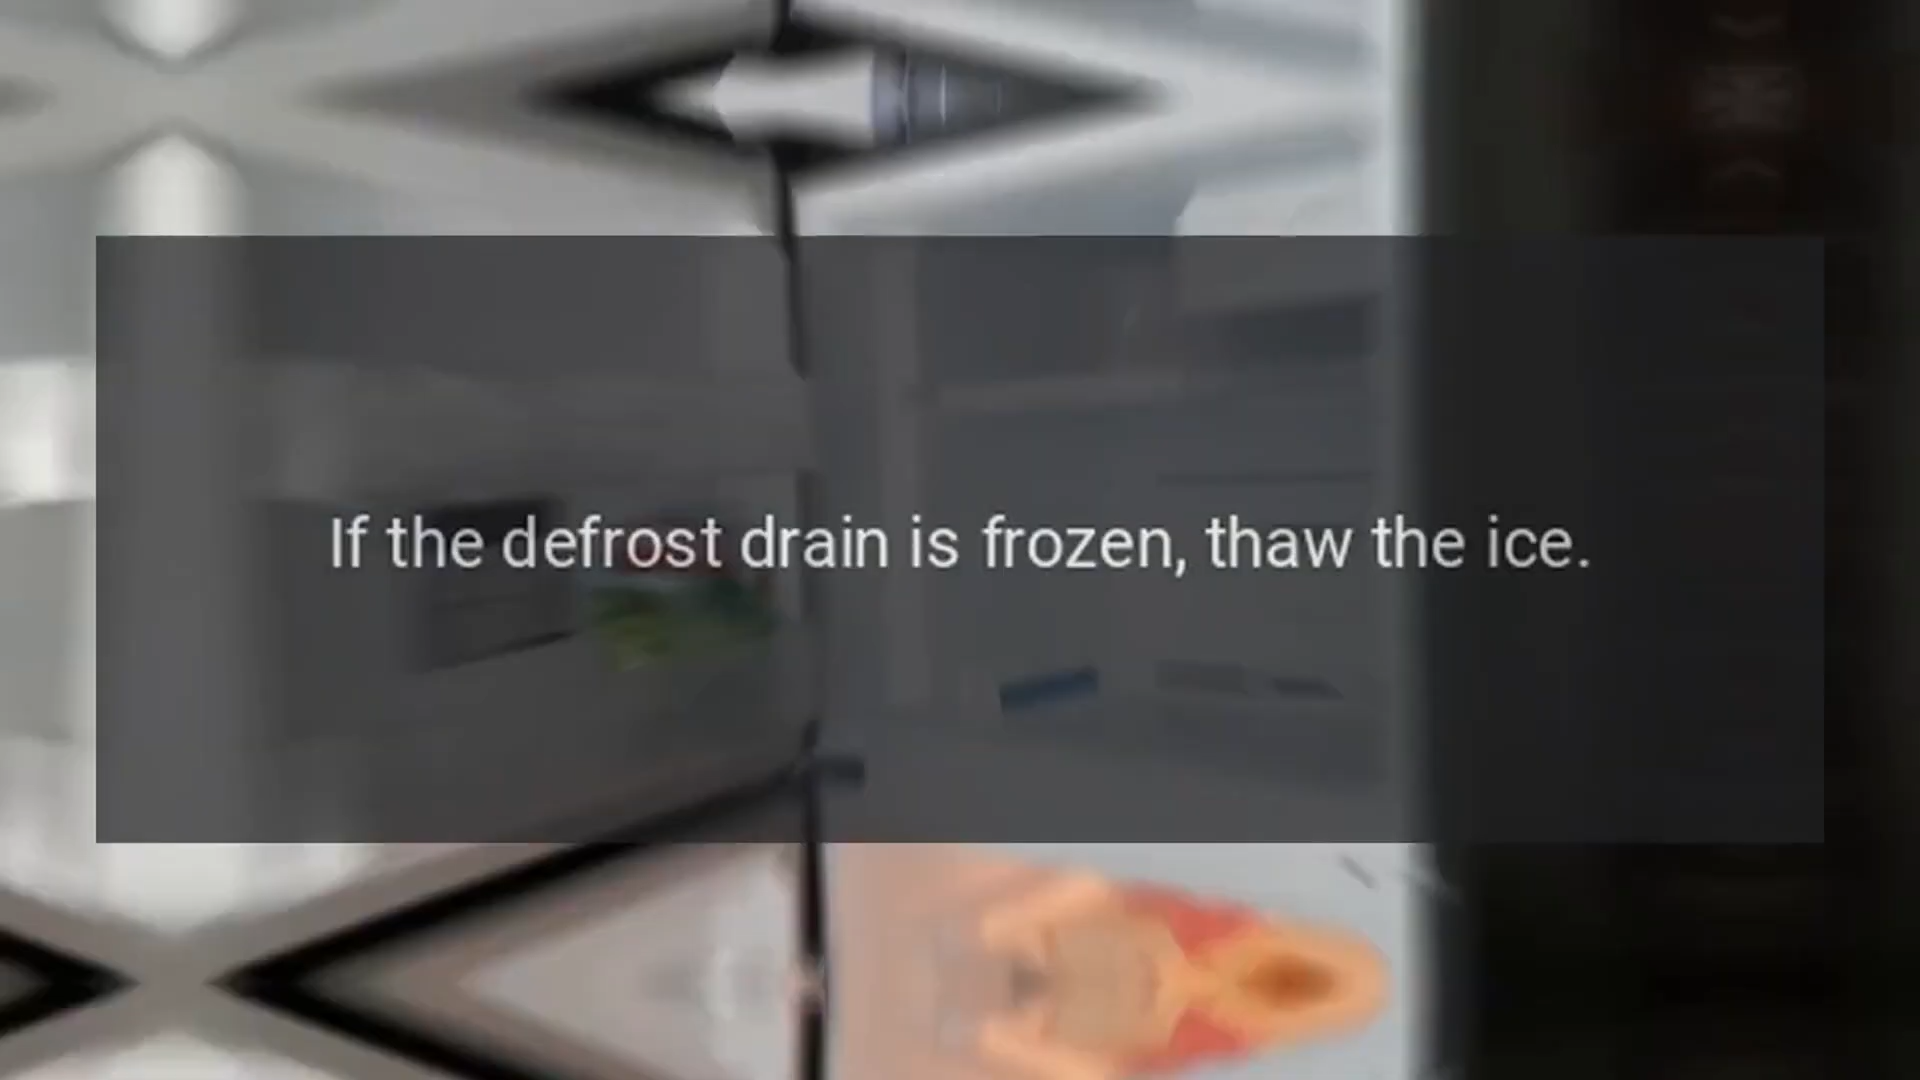 If the defrost drain is frozen, thaw the ice.